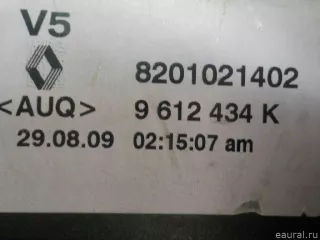 V5
8201021402
<AUQ> 9 612 434 K
29.08.09 02:15:07 am
eaural.ru